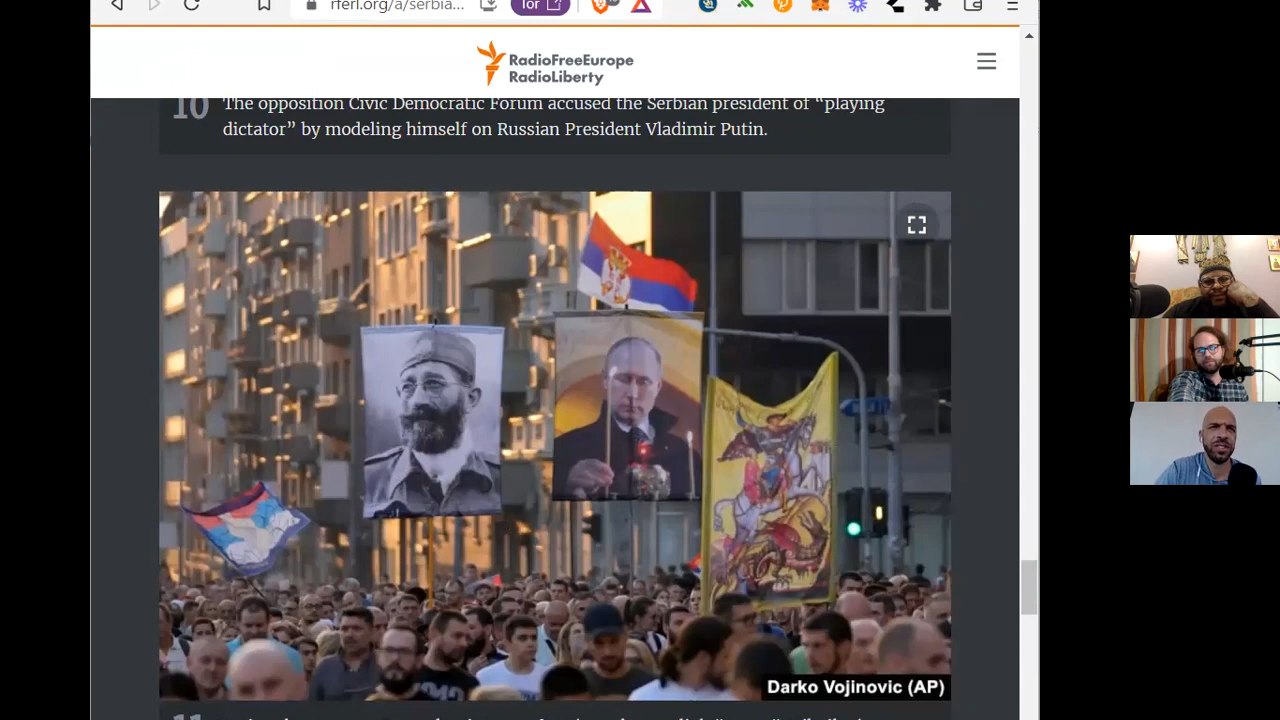 rferl.org/a/serbia...
Tor
RadioFreeEurope
RadioLiberty
10 The opposition Civic Democratic Forum accused the Serbian president of “playing
dictator” by modeling himself on Russian President Vladimir Putin.
Darko Vojinovic (AP)